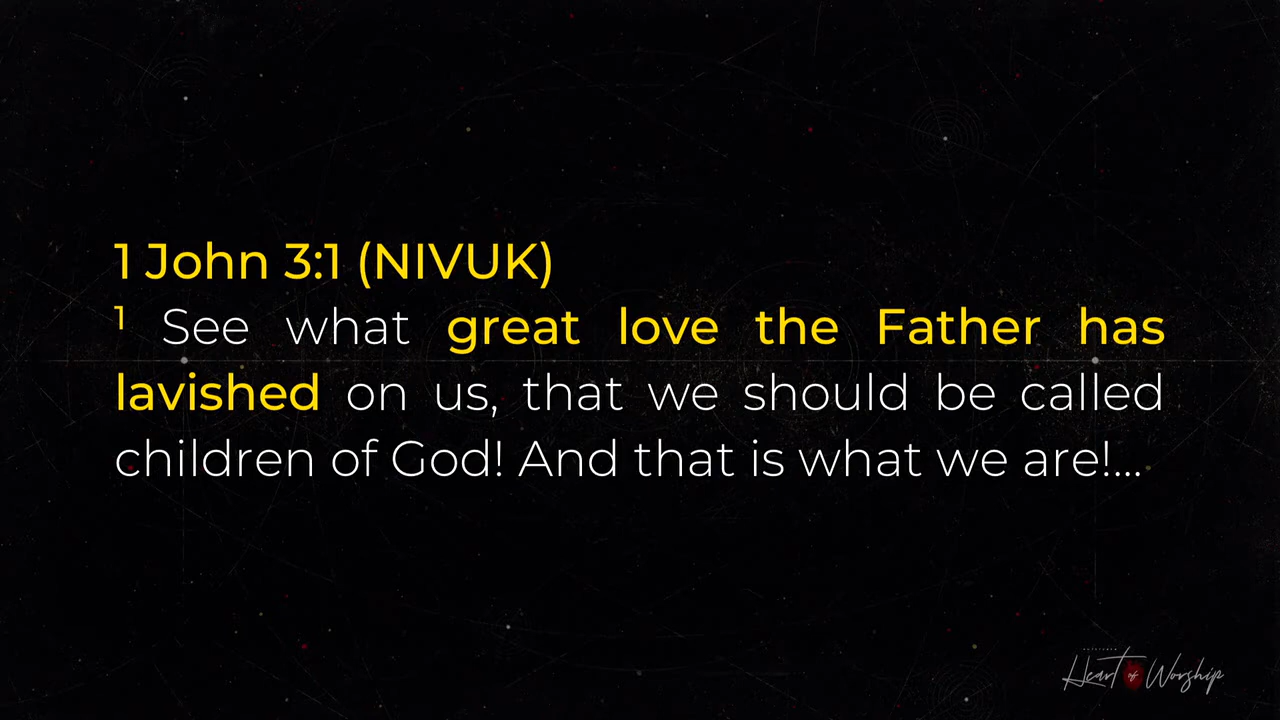 1 John 3:1 (NIVUK)
¹ See what great love the Father has
lavished on us, that we should be called
children of God! And that is what we are!...
Heart of Worship